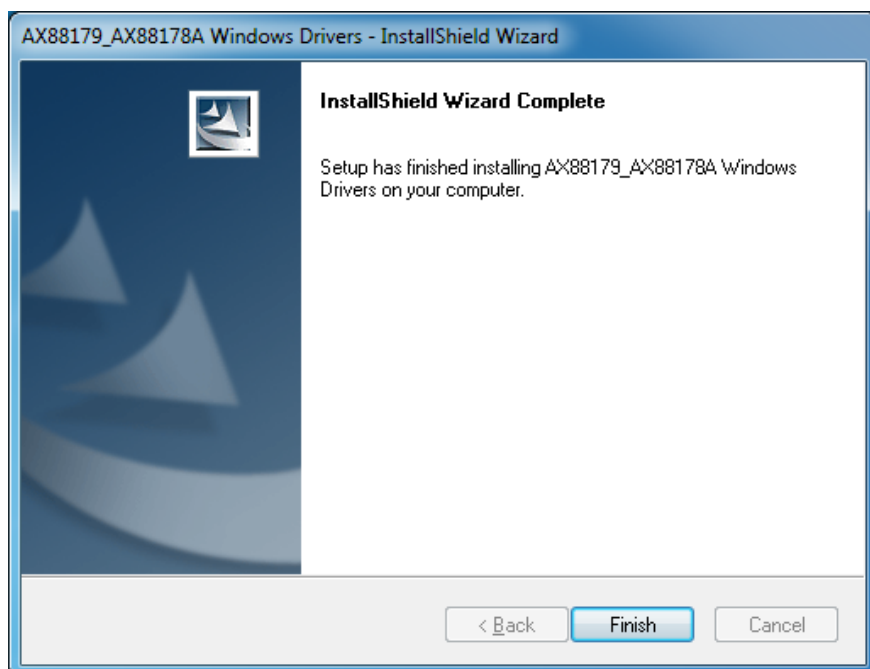 AX88179_AX88178A Windows Drivers - InstallShield Wizard
InstallShield Wizard Complete
Setup has finished installing AX88179_AX88178A Windows
Drivers on your computer.
< Back
Finish
Cancel